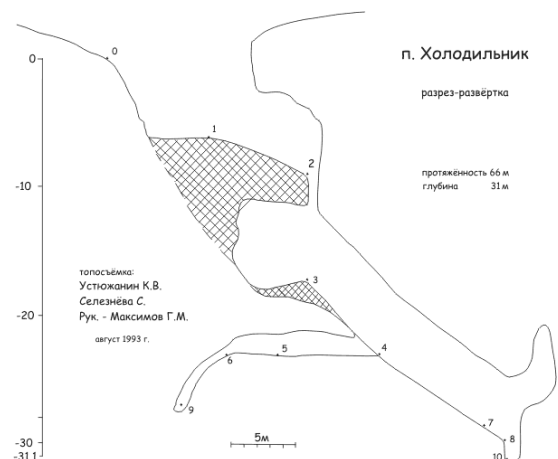 п. Холодильник
разрез-развёртка
протяжённость 66 м
глубина 31 м
0
-10
-20
-30
-31.1
0
1
2
3
4
5
6
7
8
9
10
топосъёмка:
Устюжанин К.В.
Селезнёва С.
Рук. - Максимов Г.М.
август 1993 г.
5м